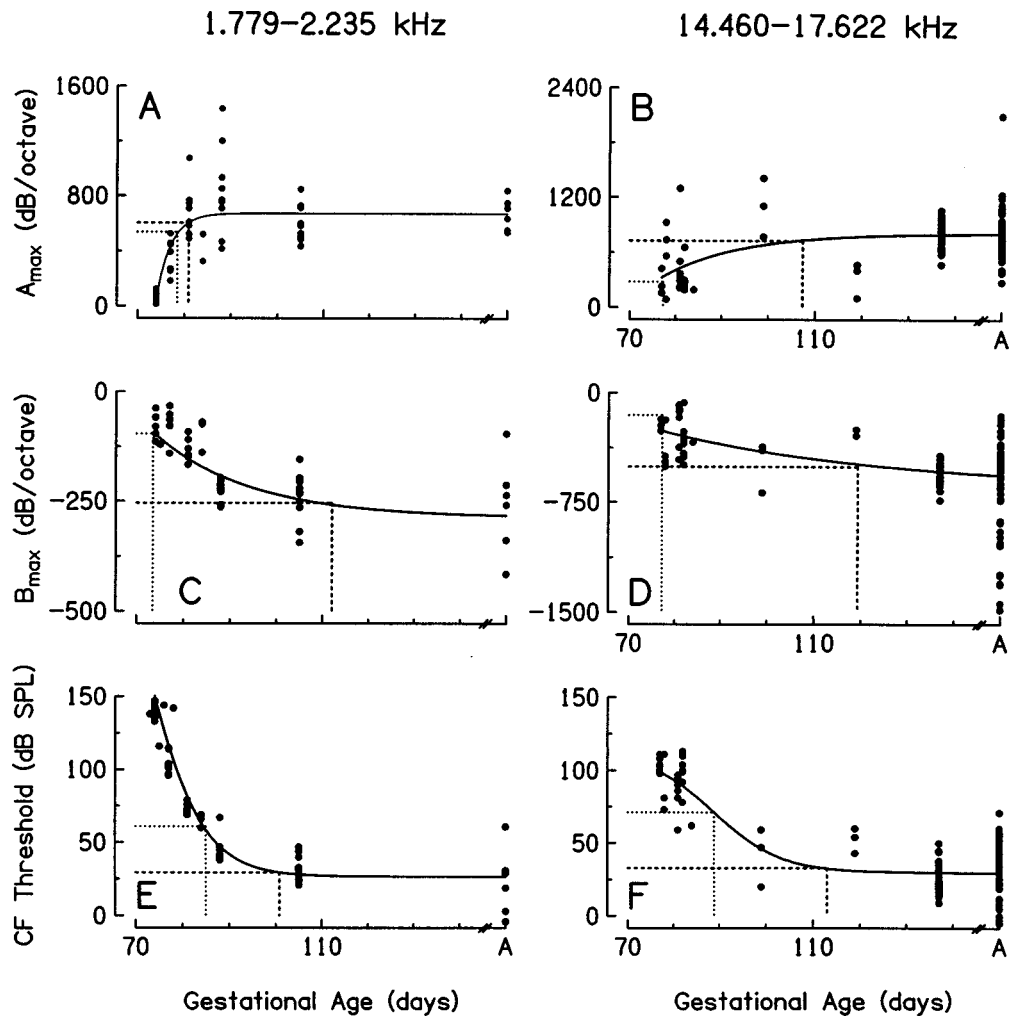 1.779–2.235 kHz
14.460–17.622 kHz
A
A_max (dB/octave)
1600
800
0
B
2400
1200
0
70
110
A
C
B_max (dB/octave)
0
−250
−500
D
0
−750
−1500
70
110
A
E
CF Threshold (dB SPL)
150
100
50
0
70
110
A
Gestational Age (days)
F
150
100
50
0
70
110
A
Gestational Age (days)